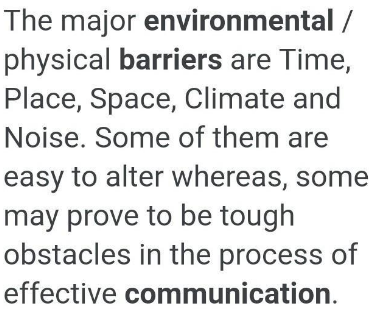 The major environmental /
physical barriers are Time,
Place, Space, Climate and
Noise. Some of them are
easy to alter whereas, some
may prove to be tough
obstacles in the process of
effective communication.